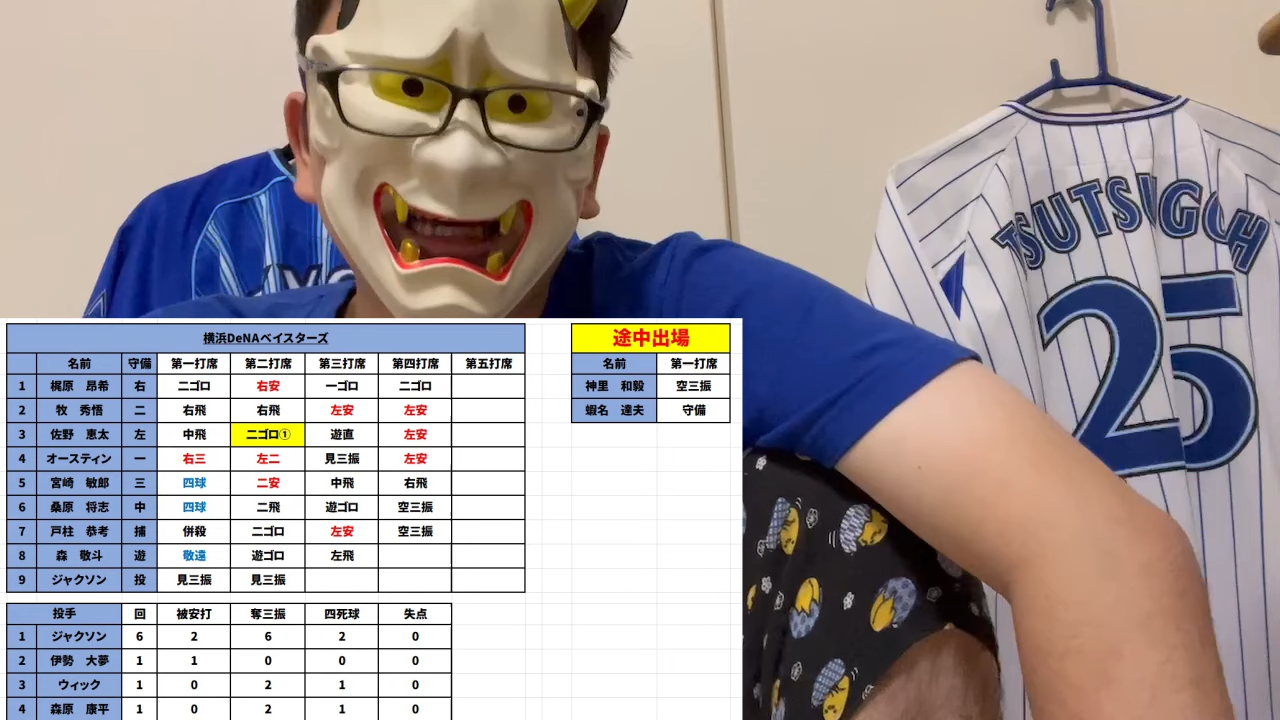 TSUTSUGOH
25
横浜DeNAベイスターズ
名前 守備 第一打席 第二打席 第三打席 第四打席 第五打席
1 梶原 昂希 右 二ゴロ 右安 一ゴロ 二ゴロ
2 牧 秀悟 二 右飛 右飛 左安 左安
3 佐野 恵太 左 中飛 二ゴロ① 遊直 左安
4 オースティン 一 右三 左二 見三振 左安
5 宮崎 敏郎 三 四球 二安 中飛 右飛
6 桑原 将志 中 四球 二飛 遊ゴロ 空三振
7 戸柱 恭孝 捕 併殺 二ゴロ 左安 空三振
8 森 敬斗 遊 敬遠 遊ゴロ 左飛
9 ジャクソン 投 見三振 見三振
途中出場
名前 第一打席
神里 和毅 空三振
蝦名 達夫 守備
投手 回 被安打 奪三振 四死球 失点
1 ジャクソン 6 2 6 2 0
2 伊勢 大夢 1 1 0 0 0
3 ウィック 1 0 2 1 0
4 森原 康平 1 0 2 1 0